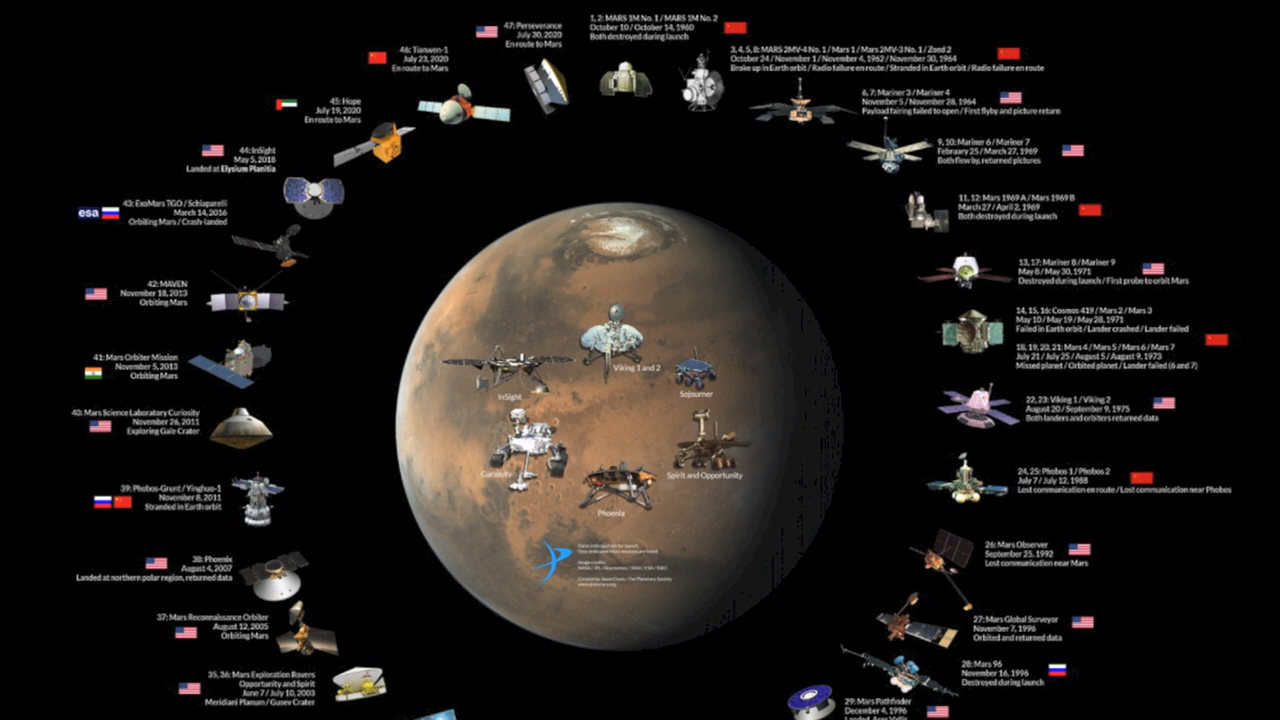 47: Perseverance
July 30, 2020
En route to Mars
1, 2: MARS 1M No. 1 / MARS 1M No. 2
October 10 / October 14, 1960
Both destroyed during launch
46: Tianwen-1
July 23, 2020
En route to Mars
3, 4, 5, 8: MARS 2MV-4 No. 1 / Mars 1 / Mars 2MV-3 No. 1 / Zond 2
October 24 / November 1 / November 4, 1962 / November 30, 1964
Broke up in Earth orbit / Radio failure en route / Stranded in Earth orbit / Radio failure en route
45: Hope
July 19, 2020
En route to Mars
6, 7: Mariner 3 / Mariner 4
November 5 / November 28, 1964
Payload fairing failed to open / First flyby and picture return
44: InSight
May 5, 2018
Landed at Elysium Planitia
9, 10: Mariner 6 / Mariner 7
February 25 / March 27, 1969
Both flew by, returned pictures
esa
43: ExoMars TGO / Schiaparelli
March 14, 2016
Orbiting Mars / Crash-landed
11, 12: Mars 1969 A / Mars 1969 B
March 27 / April 2, 1969
Both destroyed during launch
42: MAVEN
November 18, 2013
Orbiting Mars
13, 17: Mariner 8 / Mariner 9
May 8 / May 30, 1971
Destroyed during launch / First probe to orbit Mars
14, 15, 16: Cosmos 419 / Mars 2 / Mars 3
May 10 / May 19 / May 28, 1971
Failed in Earth orbit / Lander crashed / Lander failed
18, 19, 20, 21: Mars 4 / Mars 5 / Mars 6 / Mars 7
July 21 / July 25 / August 5 / August 9, 1973
Missed planet / Orbited planet / Lander failed (6 and 7)
41: Mars Orbiter Mission
November 5, 2013
Orbiting Mars
Viking 1 and 2
InSight
Sojourner
40: Mars Science Laboratory Curiosity
November 26, 2011
Exploring Gale Crater
22, 23: Viking 1 / Viking 2
August 20 / September 9, 1975
Both landers and orbiters returned data
Curiosity
Spirit and Opportunity
Phoenix
39: Phobos-Grunt / Yinghuo-1
November 8, 2011
Stranded in Earth orbit
24, 25: Phobos 1 / Phobos 2
July 7 / July 12, 1988
Lost communication en route / Lost communication near Phobos
38: Phoenix
August 4, 2007
Landed at northern polar region, returned data
26: Mars Observer
September 25, 1992
Lost communication near Mars
37: Mars Reconnaissance Orbiter
August 12, 2005
Orbiting Mars
27: Mars Global Surveyor
November 7, 1996
Orbited and returned data
35, 36: Mars Exploration Rovers
Opportunity and Spirit
June 7 / July 10, 2003
Meridiani Planum / Gusev Crater
28: Mars 96
November 16, 1996
Destroyed during launch
29: Mars Pathfinder
December 4, 1996